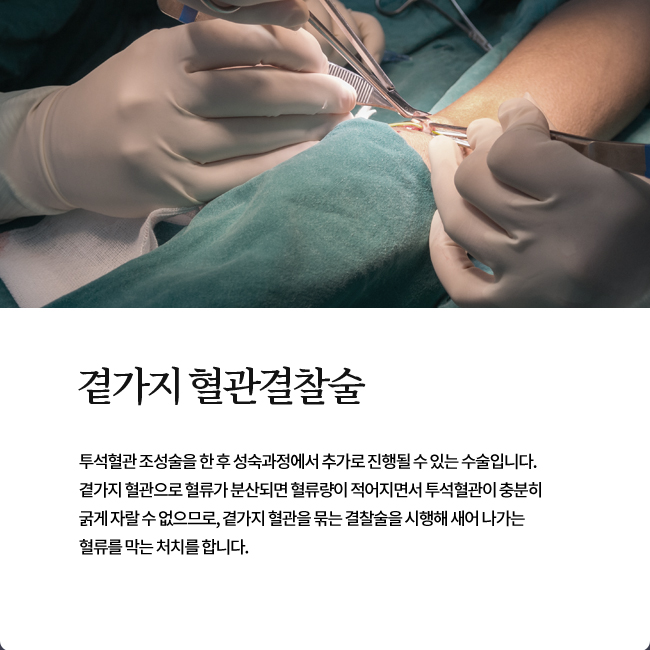 곁가지 혈관결찰술
투석혈관 조성술을 한 후 성숙과정에서 추가로 진행될 수 있는 수술입니다.
곁가지 혈관으로 혈류가 분산되면 혈류량이 적어지면서 투석혈관이 충분히
굵게 자랄 수 없으므로, 곁가지 혈관을 묶는 결찰술을 시행해 새어 나가는
혈류를 막는 처치를 합니다.